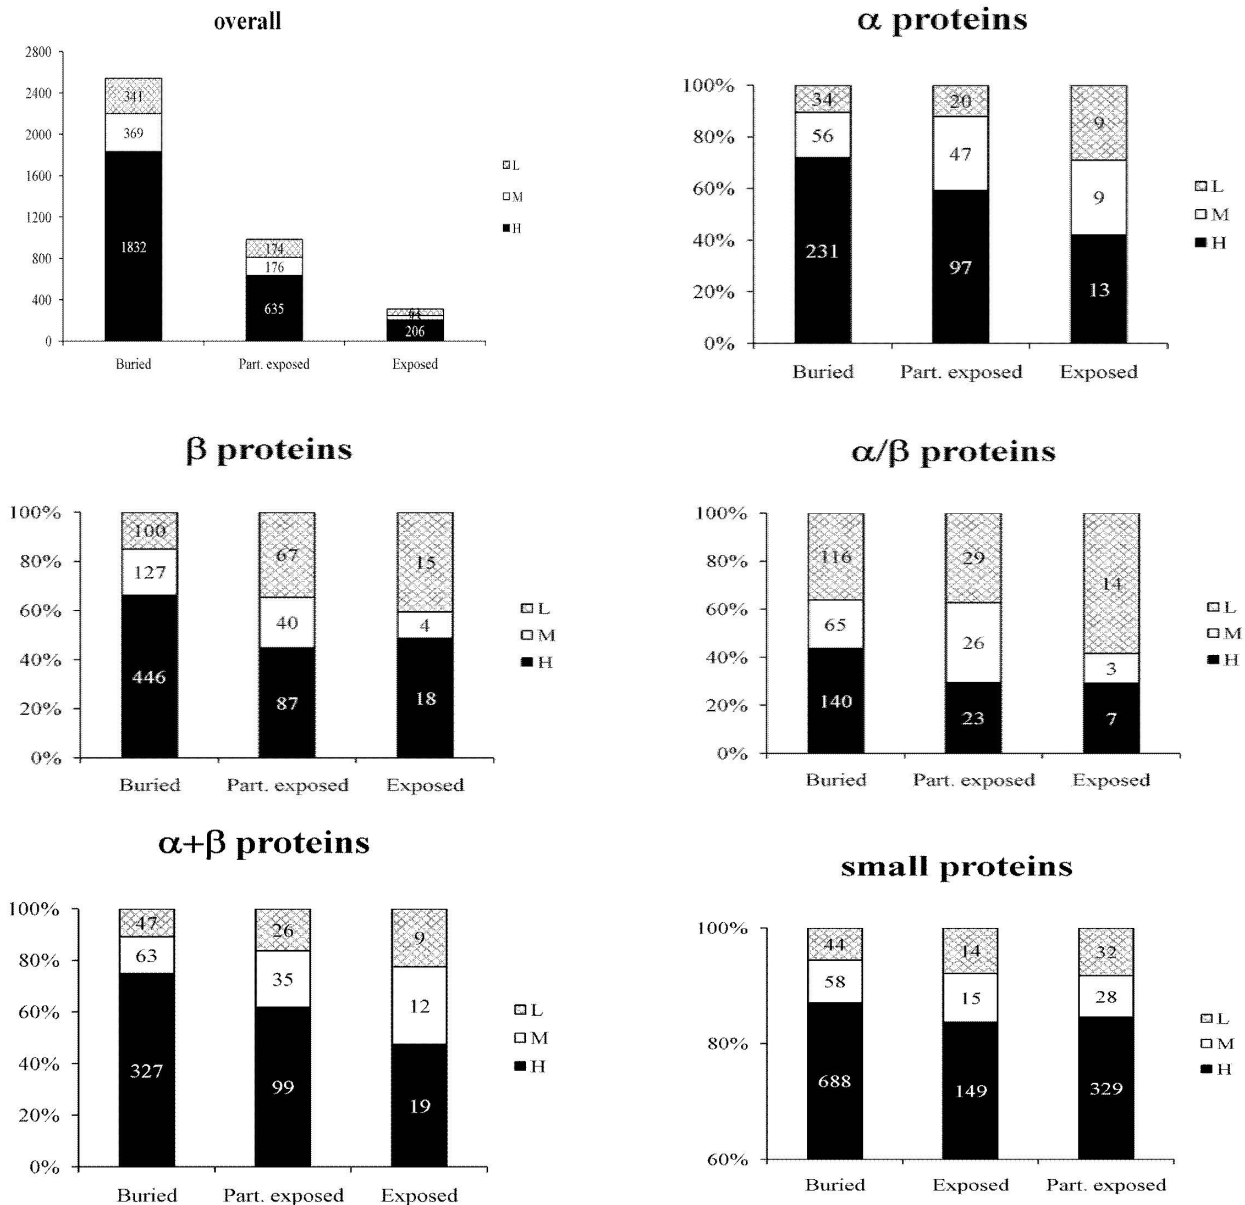 overall
2800
2400
2000
1600
1200
800
400
0
341
369
1832
174
176
635
206
Buried Part. exposed Exposed
L
M
H
α proteins
100%
80%
60%
40%
20%
0%
34 20 9
56 47 9
231 97 13
Buried Part. exposed Exposed
L
M
H
β proteins
100%
80%
60%
40%
20%
0%
100 67 15
127 40 4
446 87 18
Buried Part. exposed Exposed
L
M
H
α/β proteins
100%
80%
60%
40%
20%
0%
116 29 14
65 26 3
140 23 7
Buried Part. exposed Exposed
L
M
H
α+β proteins
100%
80%
60%
40%
20%
0%
47 26 9
63 35 12
327 99 19
Buried Part. exposed Exposed
L
M
H
small proteins
100%
80%
60%
44 14 32
58 15 28
688 149 329
Buried Exposed Part. exposed
L
M
H